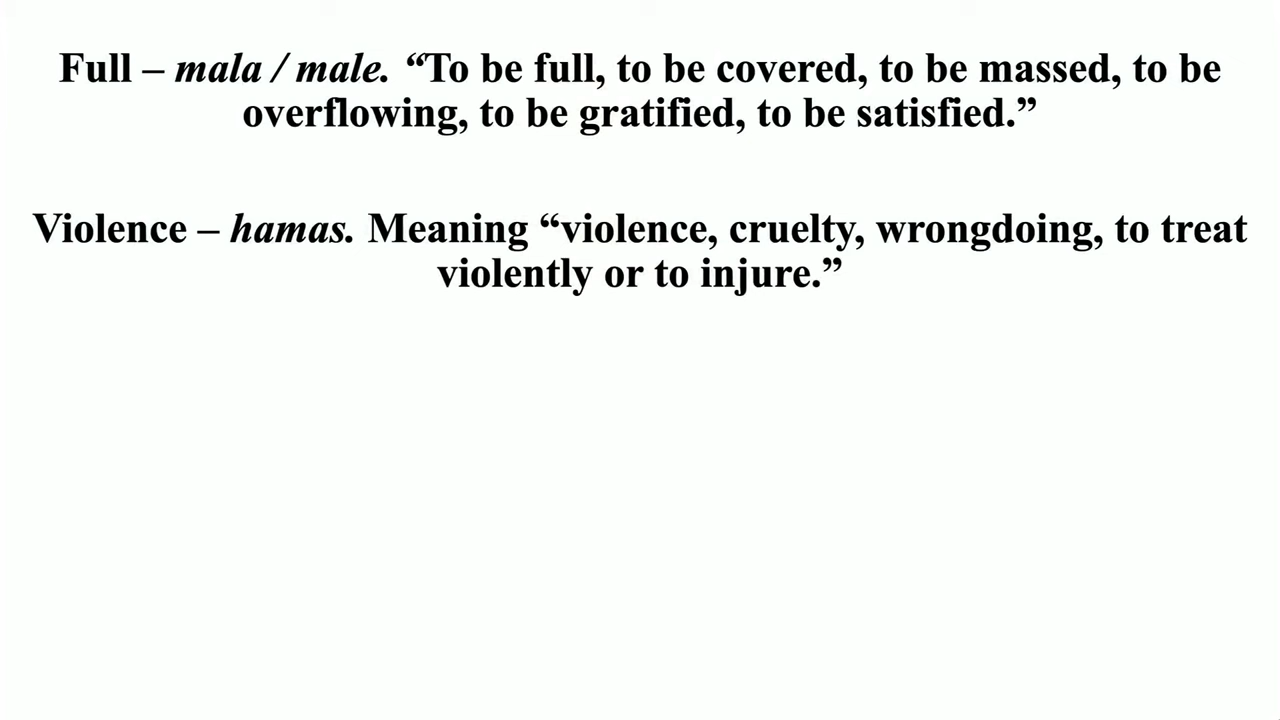 Full – mala / male. “To be full, to be covered, to be massed, to be
overflowing, to be gratified, to be satisfied.”
Violence – hamas. Meaning “violence, cruelty, wrongdoing, to treat
violently or to injure.”